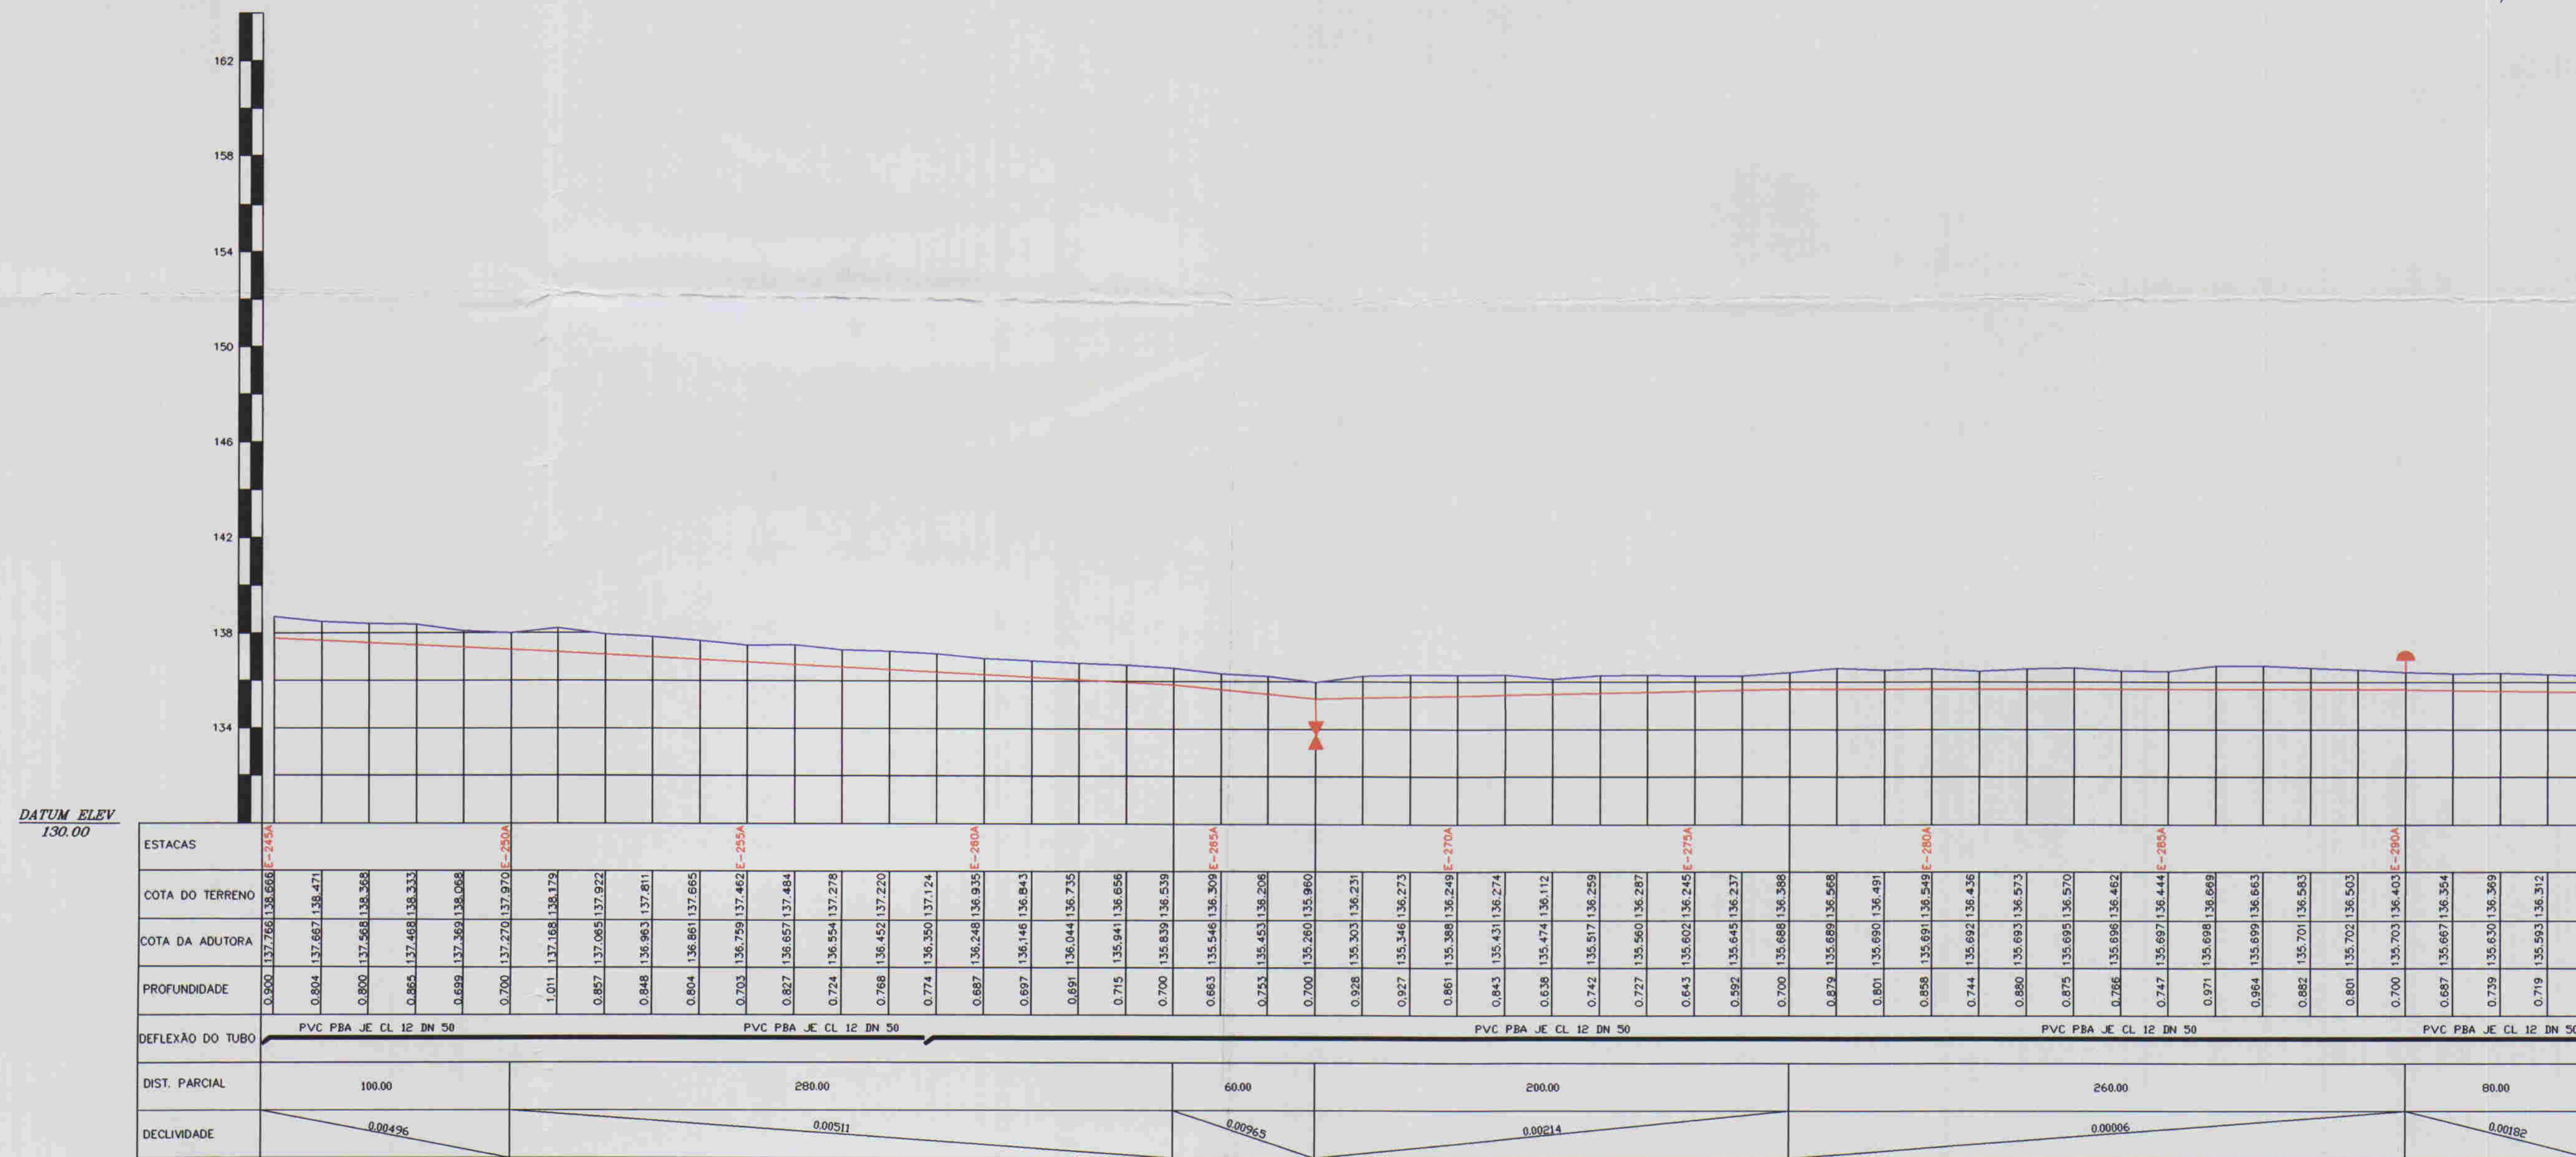 162
158
154
150
146
142
138
134
DATUM ELEV
130.00
ESTACAS E-245A E-250A E-255A E-260A E-265A E-270A E-275A E-280A E-285A E-290A
COTA DO TERRENO 138.666 138.471 138.368 138.333 138.068 137.970 138.179 137.922 137.811 137.665 137.462 137.484 137.278 137.220 137.124 136.935 136.843 136.735 136.656 136.539 136.309 136.206 135.960 136.231 136.273 136.249 136.274 136.112 136.259 136.287 136.245 136.237 136.388 136.568 136.491 136.549 136.436 136.573 136.570 136.462 136.444 136.669 136.663 136.583 136.503 136.403 136.354 136.369 136.312
COTA DA ADUTORA 137.766 137.667 137.568 137.468 137.369 137.270 137.168 137.065 136.963 136.861 136.759 136.657 136.554 136.452 136.350 136.248 136.146 136.044 135.941 135.839 135.546 135.453 135.260 135.303 135.346 135.388 135.431 135.474 135.517 135.560 135.602 135.645 135.688 135.689 135.690 135.691 135.692 135.693 135.695 135.696 135.697 135.698 135.699 135.701 135.702 135.703 135.667 135.630 135.593
PROFUNDIDADE 0.900 0.804 0.800 0.865 0.699 0.700 1.011 0.857 0.848 0.804 0.703 0.827 0.724 0.768 0.774 0.687 0.697 0.691 0.715 0.700 0.663 0.753 0.700 0.928 0.927 0.861 0.843 0.638 0.742 0.727 0.643 0.592 0.700 0.879 0.801 0.858 0.744 0.880 0.875 0.766 0.747 0.971 0.964 0.882 0.801 0.700 0.687 0.739 0.719
DEFLEXÃO DO TUBO PVC PBA JE CL 12 DN 50 PVC PBA JE CL 12 DN 50 PVC PBA JE CL 12 DN 50 PVC PBA JE CL 12 DN 50 PVC PBA JE CL 12 DN 50
DIST. PARCIAL 100.00 280.00 60.00 200.00 260.00 80.00
DECLIVIDADE 0.00496 0.00511 0.00965 0.00214 0.00006 0.00182